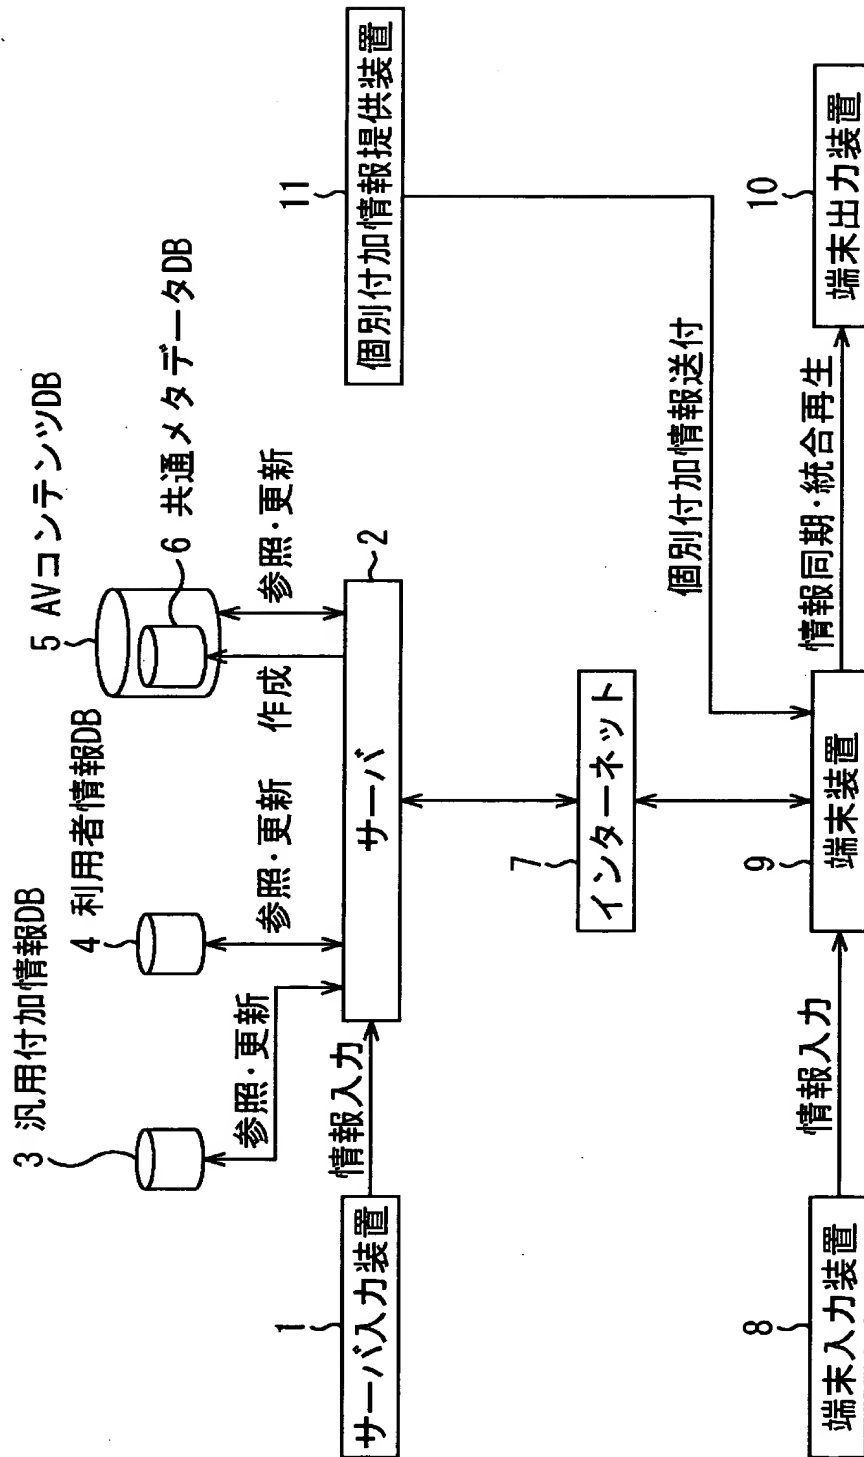 3 汎用付加情報DB
4 利用者情報DB
5 AVコンテンツDB
6 共通メタデータDB
参照・更新
参照・更新
作成
参照・更新
1
サーバ入力装置
情報入力
サーバ
2
11
個別付加情報提供装置
7
インターネット
個別付加情報送付
8
端末入力装置
情報入力
9
端末装置
情報同期・統合再生
10
端末出力装置